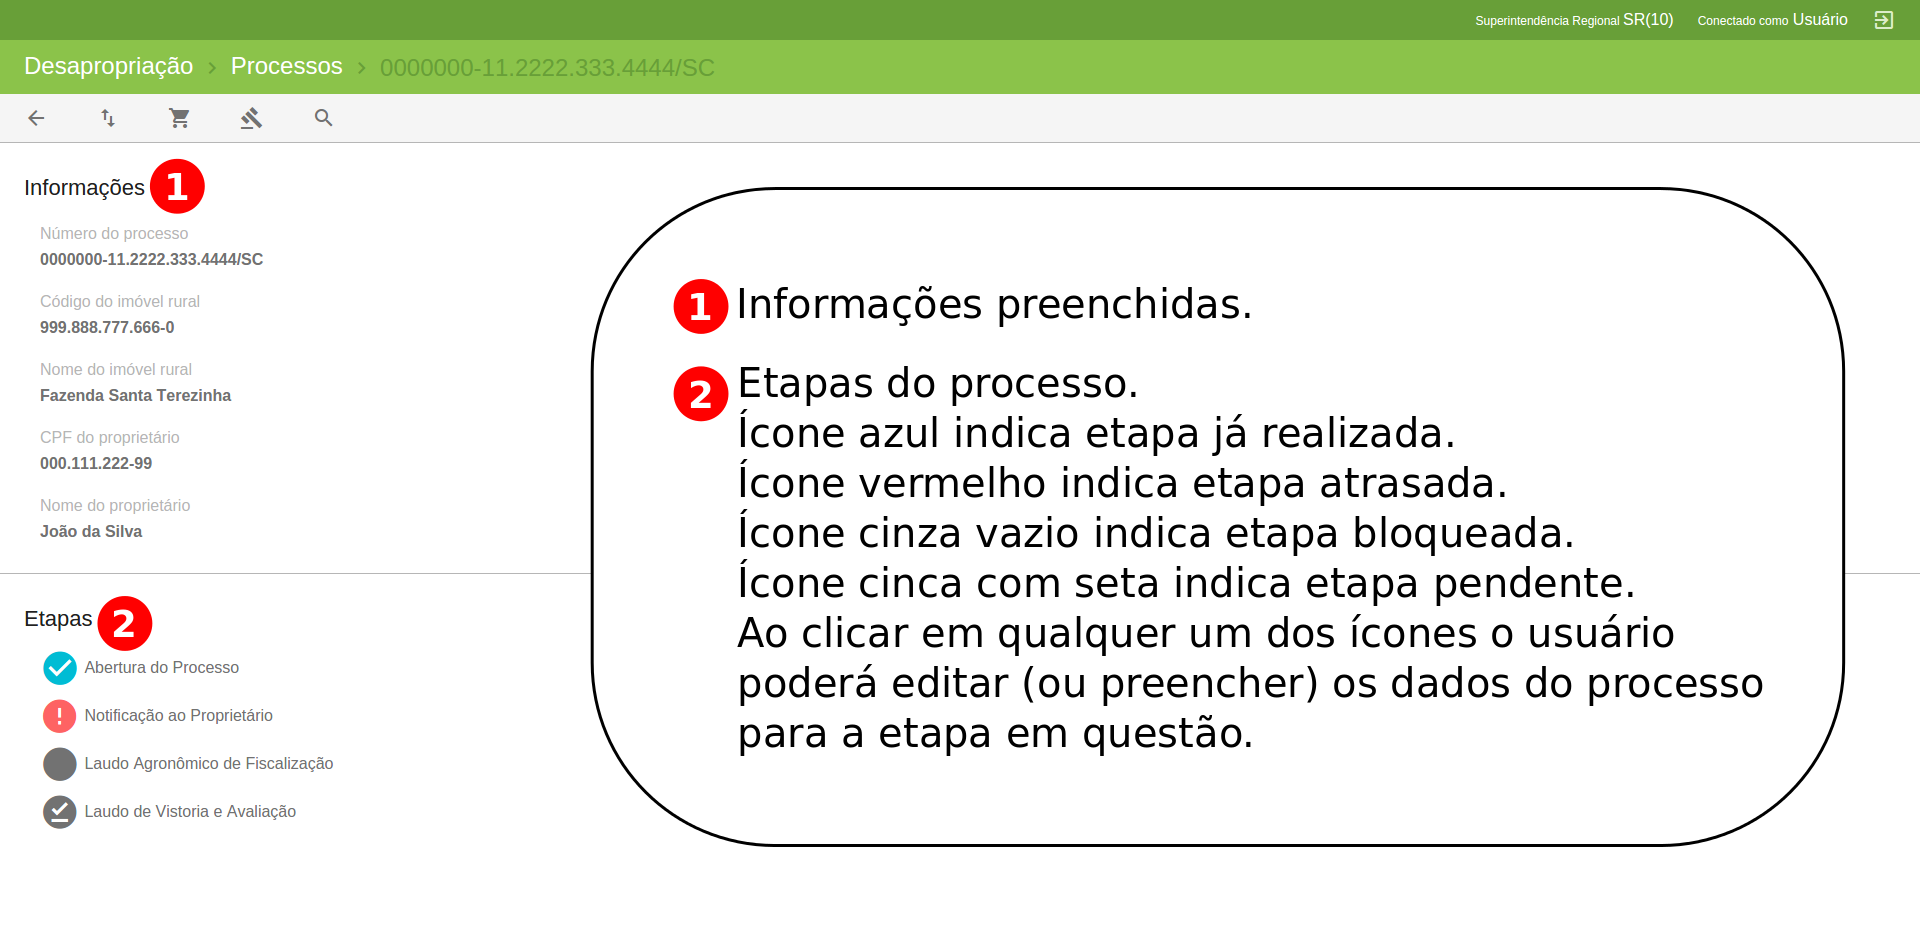 Superintendência Regional SR(10) Conectado como Usuário
Desapropriação > Processos > 0000000-11.2222.333.4444/SC
Informações 1
Número do processo
0000000-11.2222.333.4444/SC
Código do imóvel rural
999.888.777.666-0
Nome do imóvel rural
Fazenda Santa Terezinha
CPF do proprietário
000.111.222-99
Nome do proprietário
João da Silva
Etapas 2
Abertura do Processo
! Notificação ao Proprietário
Laudo Agronômico de Fiscalização
Laudo de Vistoria e Avaliação
1 Informações preenchidas.
2 Etapas do processo.
Ícone azul indica etapa já realizada.
Ícone vermelho indica etapa atrasada.
Ícone cinza vazio indica etapa bloqueada.
Ícone cinca com seta indica etapa pendente.
Ao clicar em qualquer um dos ícones o usuário
poderá editar (ou preencher) os dados do processo
para a etapa em questão.